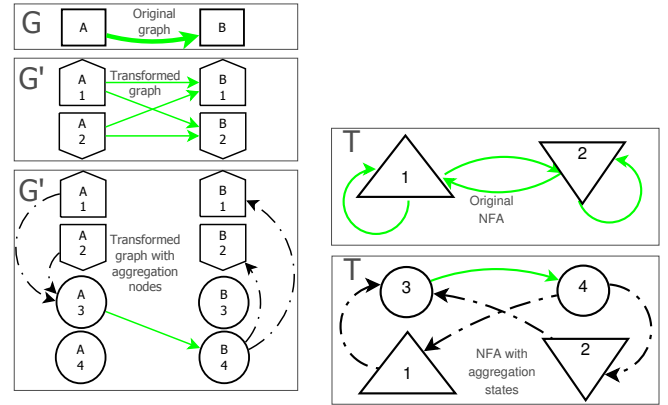 G
Original
graph
A
B
G'
Transformed
graph
A
1
B
1
A
2
B
2
G'
Transformed
graph with
aggregation
nodes
A
1
B
1
A
2
B
2
A
3
B
3
A
4
B
4
T
1
2
Original
NFA
T
3
4
1
2
NFA with
aggregation
states